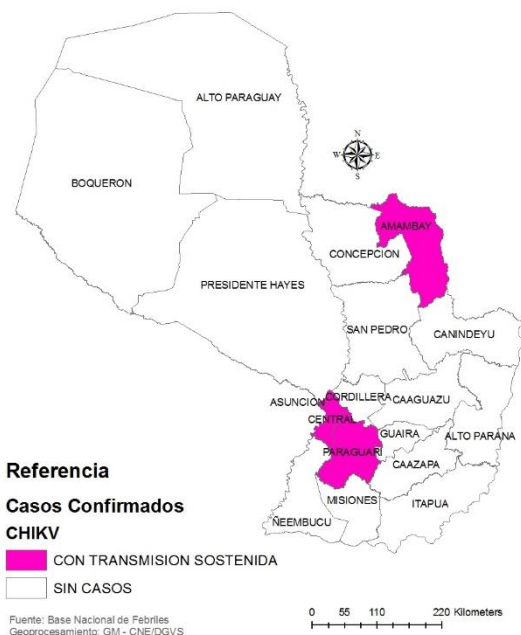 ALTO PARAGUAY
BOQUERON
N
W E
S
AMAMBAY
CONCEPCION
PRESIDENTE HAYES
SAN PEDRO
CANINDEYU
ASUNCION
CORDILLERA
CAAGUAZU
CENTRAL
GUAIRA
ALTO PARANA
PARAGUARI
CAAZAPA
MISIONES
ITAPUA
ÑEEMBUCU
Referencia
Casos Confirmados
CHIKV
CON TRANSMISION SOSTENIDA
SIN CASOS
Fuente: Base Nacional de Febriles
Geoprocesamiento: GM - CNE/DGVS
0 55 110 220 Kilometers